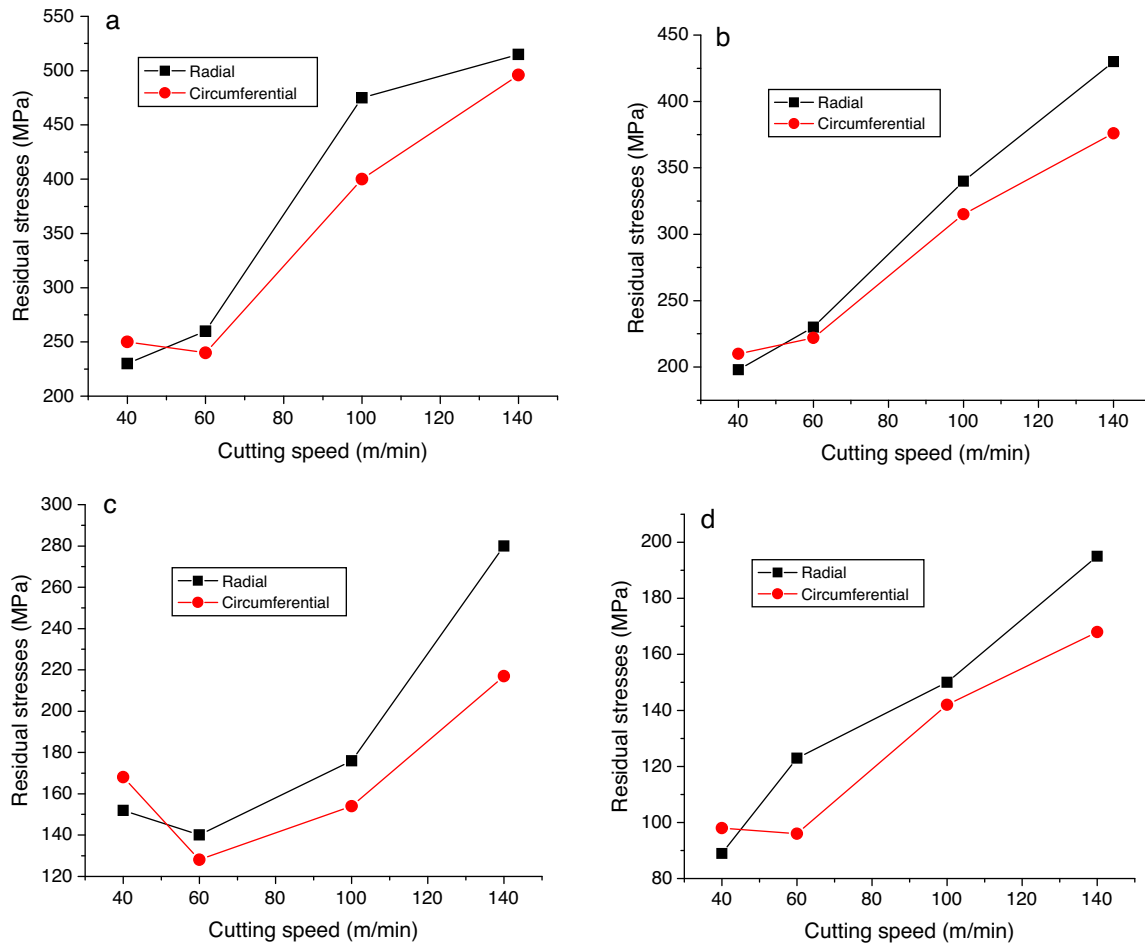 a
550
500
450
400
350
300
250
200
Residual stresses (MPa)
Radial
Circumferential
40 60 80 100 120 140
Cutting speed (m/min)
b
450
400
350
300
250
200
Residual stresses (MPa)
Radial
Circumferential
40 60 80 100 120 140
Cutting speed (m/min)
c
300
280
260
240
220
200
180
160
140
120
Residual stresses (MPa)
Radial
Circumferential
40 60 80 100 120 140
Cutting speed (m/min)
d
200
180
160
140
120
100
80
Residual stresses (MPa)
Radial
Circumferential
40 60 80 100 120 140
Cutting speed (m/min)